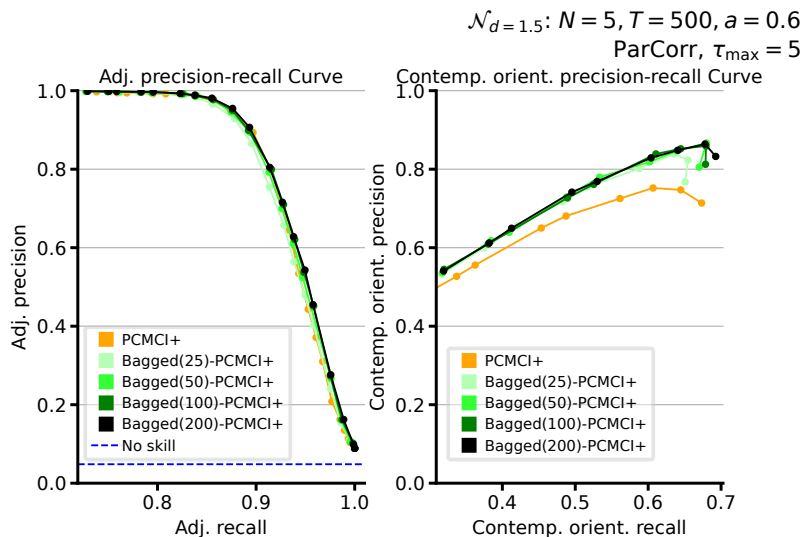 𝒩_{d=1.5}: N = 5, T = 500, a = 0.6
ParCorr, τ_max = 5
Adj. precision-recall Curve
Contemp. orient. precision-recall Curve
Adj. precision
1.0
0.8
0.6
0.4
0.2
0.0
PCMCI+
Bagged(25)-PCMCI+
Bagged(50)-PCMCI+
Bagged(100)-PCMCI+
Bagged(200)-PCMCI+
No skill
0.8
0.9
1.0
Adj. recall
Contemp. orient. precision
1.0
0.8
0.6
0.4
0.2
0.0
PCMCI+
Bagged(25)-PCMCI+
Bagged(50)-PCMCI+
Bagged(100)-PCMCI+
Bagged(200)-PCMCI+
0.4
0.5
0.6
0.7
Contemp. orient. recall